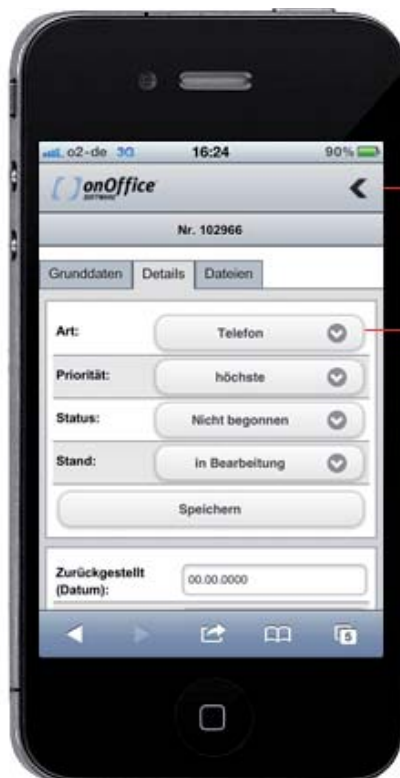 o2-de 3G 16:24 90%
onOffice
SOFTWARE
Nr. 102966
Grunddaten Details Dateien
Art: Telefon
Priorität: höchste
Status: Nicht begonnen
Stand: in Bearbeitung
Speichern
Zurückgestellt
(Datum): 00.00.0000
5